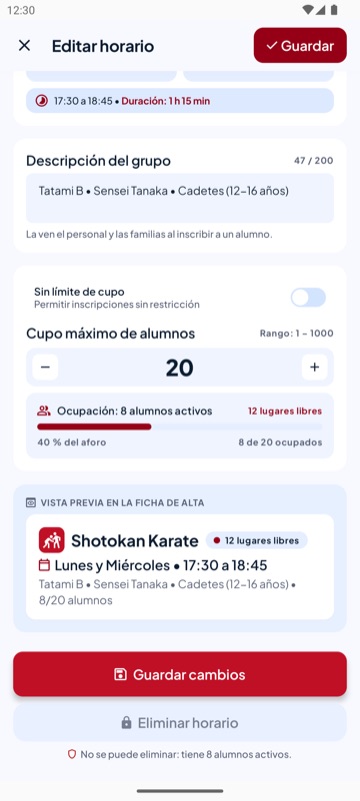 12:30
Editar horario
Guardar
17:30 a 18:45 • Duración: 1 h 15 min
Descripción del grupo
47 / 200
Tatami B • Sensei Tanaka • Cadetes (12–16 años)
La ven el personal y las familias al inscribir a un alumno.
Sin límite de cupo
Permitir inscripciones sin restricción
Cupo máximo de alumnos
Rango: 1 – 1000
− 20 +
Ocupación: 8 alumnos activos
12 lugares libres
40 % del aforo
8 de 20 ocupados
VISTA PREVIA EN LA FICHA DE ALTA
Shotokan Karate
12 lugares libres
Lunes y Miércoles • 17:30 a 18:45
Tatami B • Sensei Tanaka • Cadetes (12–16 años) •
8/20 alumnos
Guardar cambios
Eliminar horario
No se puede eliminar: tiene 8 alumnos activos.